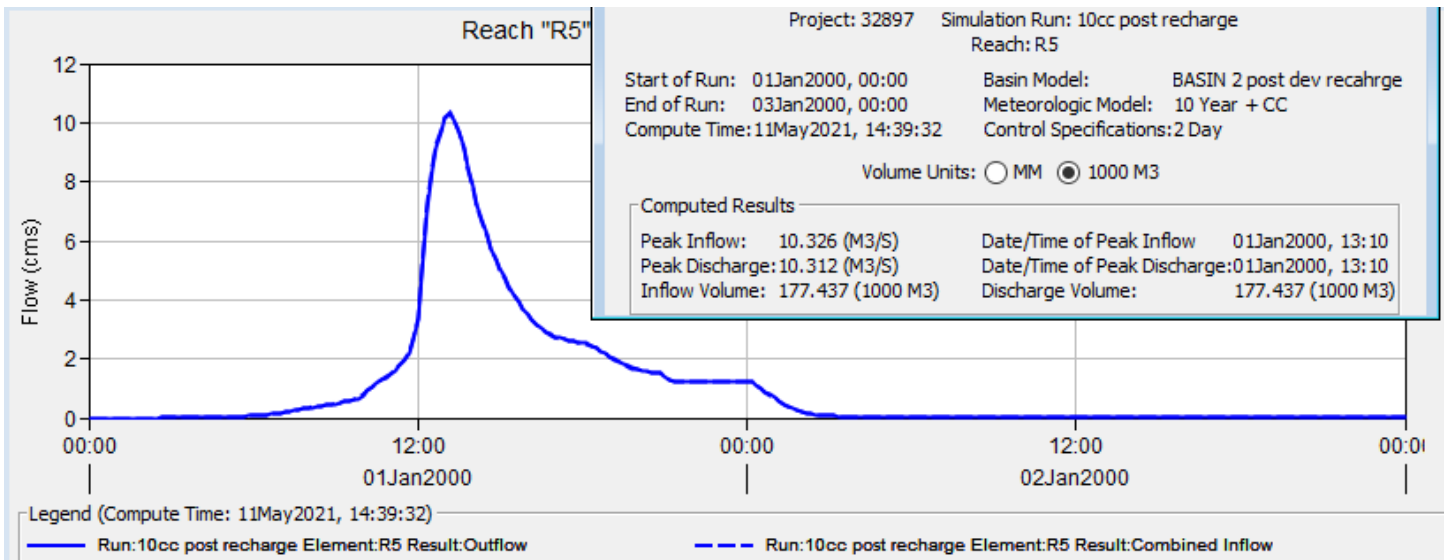 Reach "R5"
Project: 32897 Simulation Run: 10cc post recharge
Reach: R5
Start of Run: 01Jan2000, 00:00 Basin Model: BASIN 2 post dev recahrge
End of Run: 03Jan2000, 00:00 Meteorologic Model: 10 Year + CC
Compute Time:11May2021, 14:39:32 Control Specifications:2 Day
Volume Units: MM 1000 M3
Computed Results
Peak Inflow: 10.326 (M3/S) Date/Time of Peak Inflow 01Jan2000, 13:10
Peak Discharge:10.312 (M3/S) Date/Time of Peak Discharge:01Jan2000, 13:10
Inflow Volume: 177.437 (1000 M3) Discharge Volume: 177.437 (1000 M3)
Flow (cms)
12
10
8
6
4
2
0
00:00 12:00 00:00 12:00 00:0
01Jan2000 02Jan2000
Legend (Compute Time: 11May2021, 14:39:32)
Run:10cc post recharge Element:R5 Result:Outflow Run:10cc post recharge Element:R5 Result:Combined Inflow